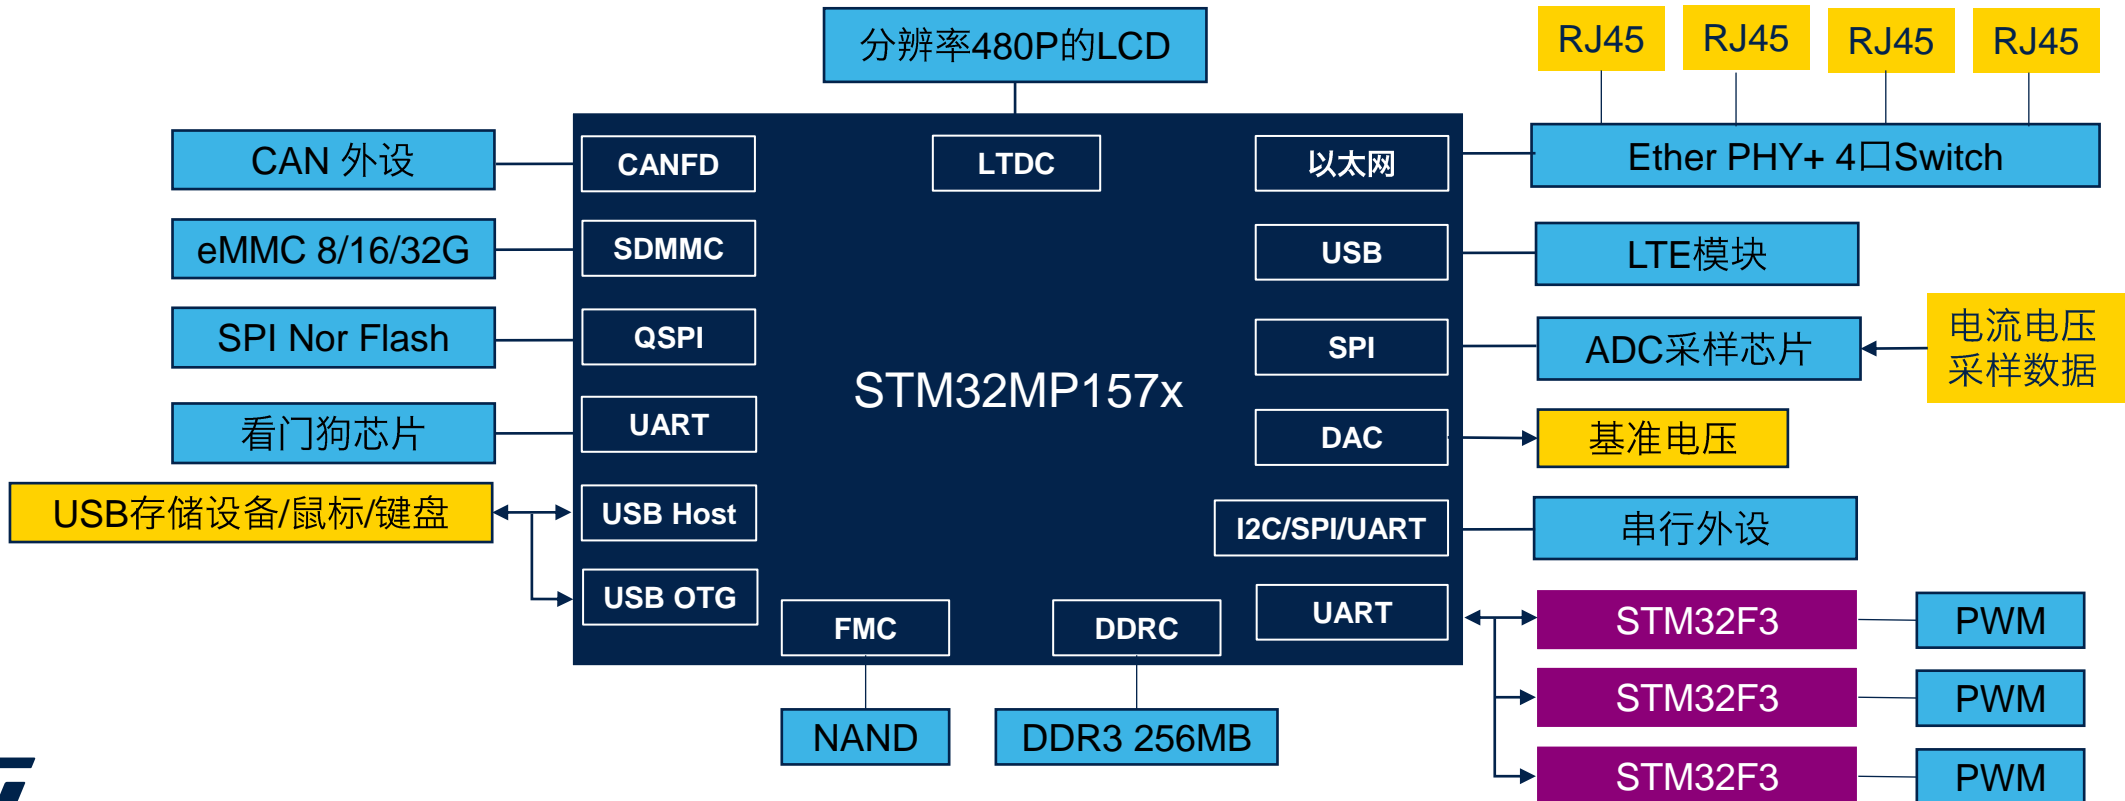 分辨率480P的LCD
RJ45
RJ45
RJ45
RJ45
CAN 外设
CANFD
LTDC
以太网
Ether PHY+ 4口Switch
eMMC 8/16/32G
SDMMC
USB
LTE模块
SPI Nor Flash
QSPI
SPI
ADC采样芯片
电流电压
采样数据
STM32MP157x
看门狗芯片
UART
DAC
基准电压
USB存储设备/鼠标/键盘
USB Host
I2C/SPI/UART
串行外设
USB OTG
FMC
DDRC
UART
STM32F3
PWM
STM32F3
PWM
NAND
DDR3 256MB
STM32F3
PWM